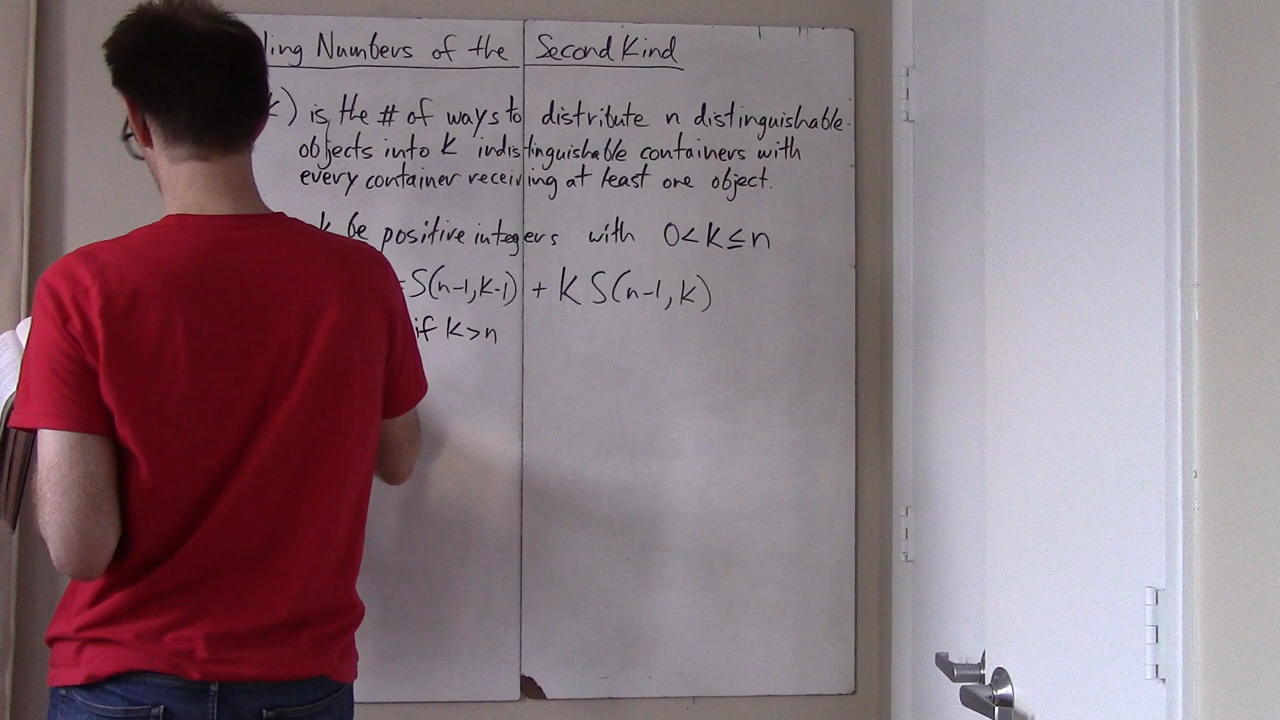 ling Numbers of the Second Kind
k) is the # of ways to distribute n distinguishable
objects into k indistinguishable containers with
every container receiving at least one object.
k be positive integers with 0<k≤n
S(n-1,k-1) + k S(n-1,k)
if k>n